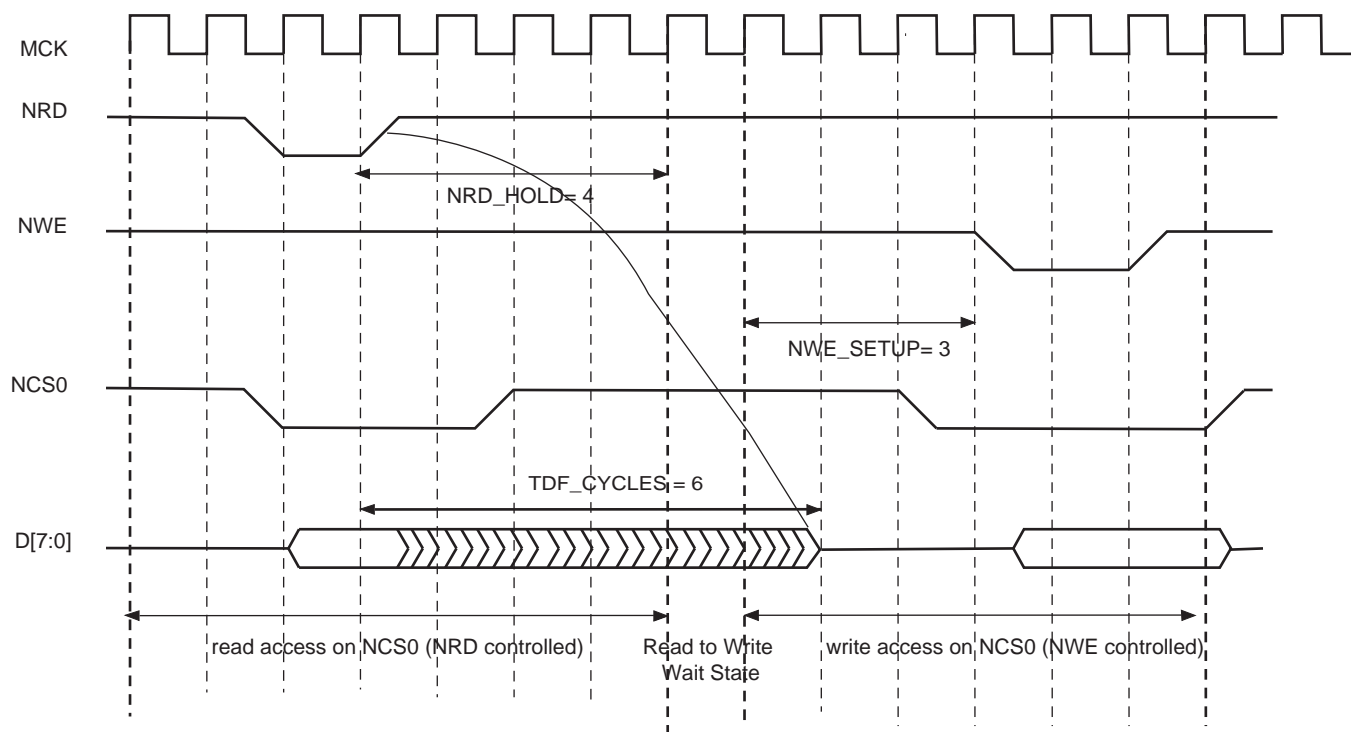 MCK
NRD
NRD_HOLD= 4
NWE
NWE_SETUP= 3
NCS0
TDF_CYCLES = 6
D[7:0]
read access on NCS0 (NRD controlled)
Read to Write
Wait State
write access on NCS0 (NWE controlled)